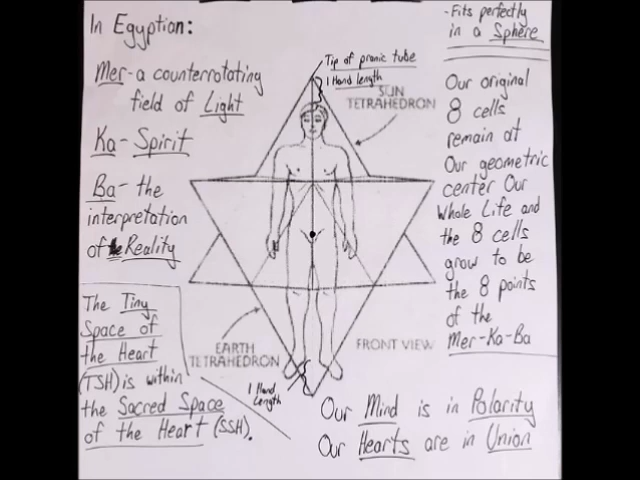 In Egyptian:
Mer - a counterrotating
field of Light
Ka - Spirit
Ba - the
interpretation
of the Reality
The Tiny
Space of
the Heart
(TSH) is within
the Sacred Space
of the Heart (SSH).
Tip of pranic tube
1 Hand length
SUN
TETRAHEDRON
EARTH
TETRAHEDRON
FRONT VIEW
1 Hand
Length
- Fits perfectly
in a Sphere
Our original
8 cells
remain at
Our geometric
center Our
Whole Life and
the 8 cells
grow to be
the 8 points
of the
Mer-Ka-Ba
Our Mind is in Polarity
Our Hearts are in Union